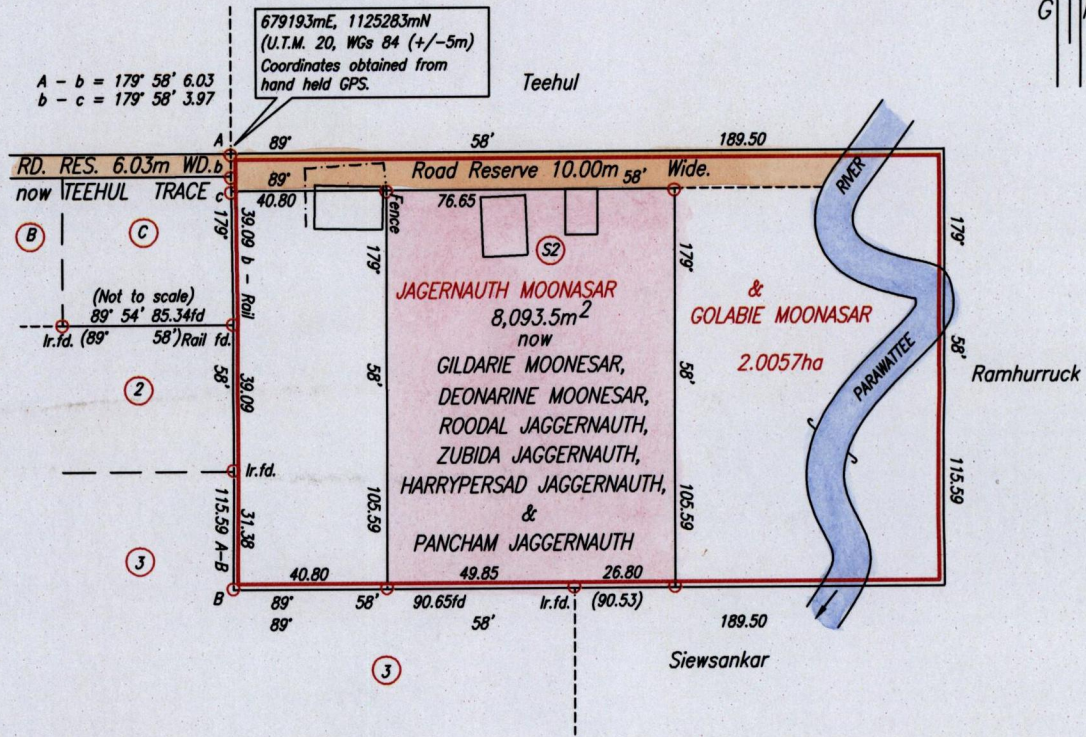 G
679193mE, 1125283mN
(U.T.M. 20, WGs 84 (+/-5m)
Coordinates obtained from
hand held GPS.
A - b = 179° 58' 6.03
b - c = 179° 58' 3.97
Teehul
A
89° 58' 189.50
RD. RES. 6.03m WD. b
now TEEHUL TRACE c
89° 58'
Road Reserve 10.00m Wide.
40.80
76.65
Fence
RIVER
B
C
S2
179° 58' 115.59 A-B
39.09 b - Rail
39.09
31.38
179° 58' 105.59
179° 58' 105.59
179° 58' 115.59
(Not to scale)
89° 54' 85.34fd
Ir.fd. (89° 58') Rail fd.
JAGERNAUTH MOONASAR
8,093.5m²
now
GILDARIE MOONESAR,
DEONARINE MOONESAR,
ROODAL JAGGERNAUTH,
ZUBIDA JAGGERNAUTH,
HARRYPERSAD JAGGERNAUTH,
&
PANCHAM JAGGERNAUTH
&
GOLABIE MOONASAR
2.0057ha
PARAWATTEE
Ramhurruck
2
Ir.fd.
3
40.80
49.85
26.80
B
89° 58' 90.65fd
Ir.fd. (90.53)
89° 58' 189.50
Siewsankar
3